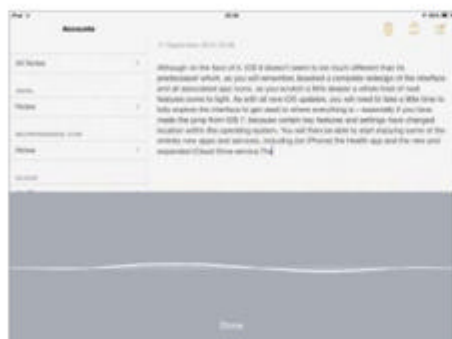 Accounts
All Notes
Notes
Notes
Although on the face of it, iOS 8 doesn't seem to be much different than its
predecessor which, as you will remember, boasted a complete redesign of the interface
and all associated app icons, as you scratch a little deeper a whole host of new
features come to light. As with all new iOS updates, you will need to take a little time to
fully explore the interface to gain used to where everything is – especially if you have
made the jump from iOS 7, because certain key features and settings have changed
location within the operating system. You will then be able to start enjoying some of the
entirely new apps and services, including (on iPhone) the Health app and the new and
expanded iCloud Drive service. The
Done